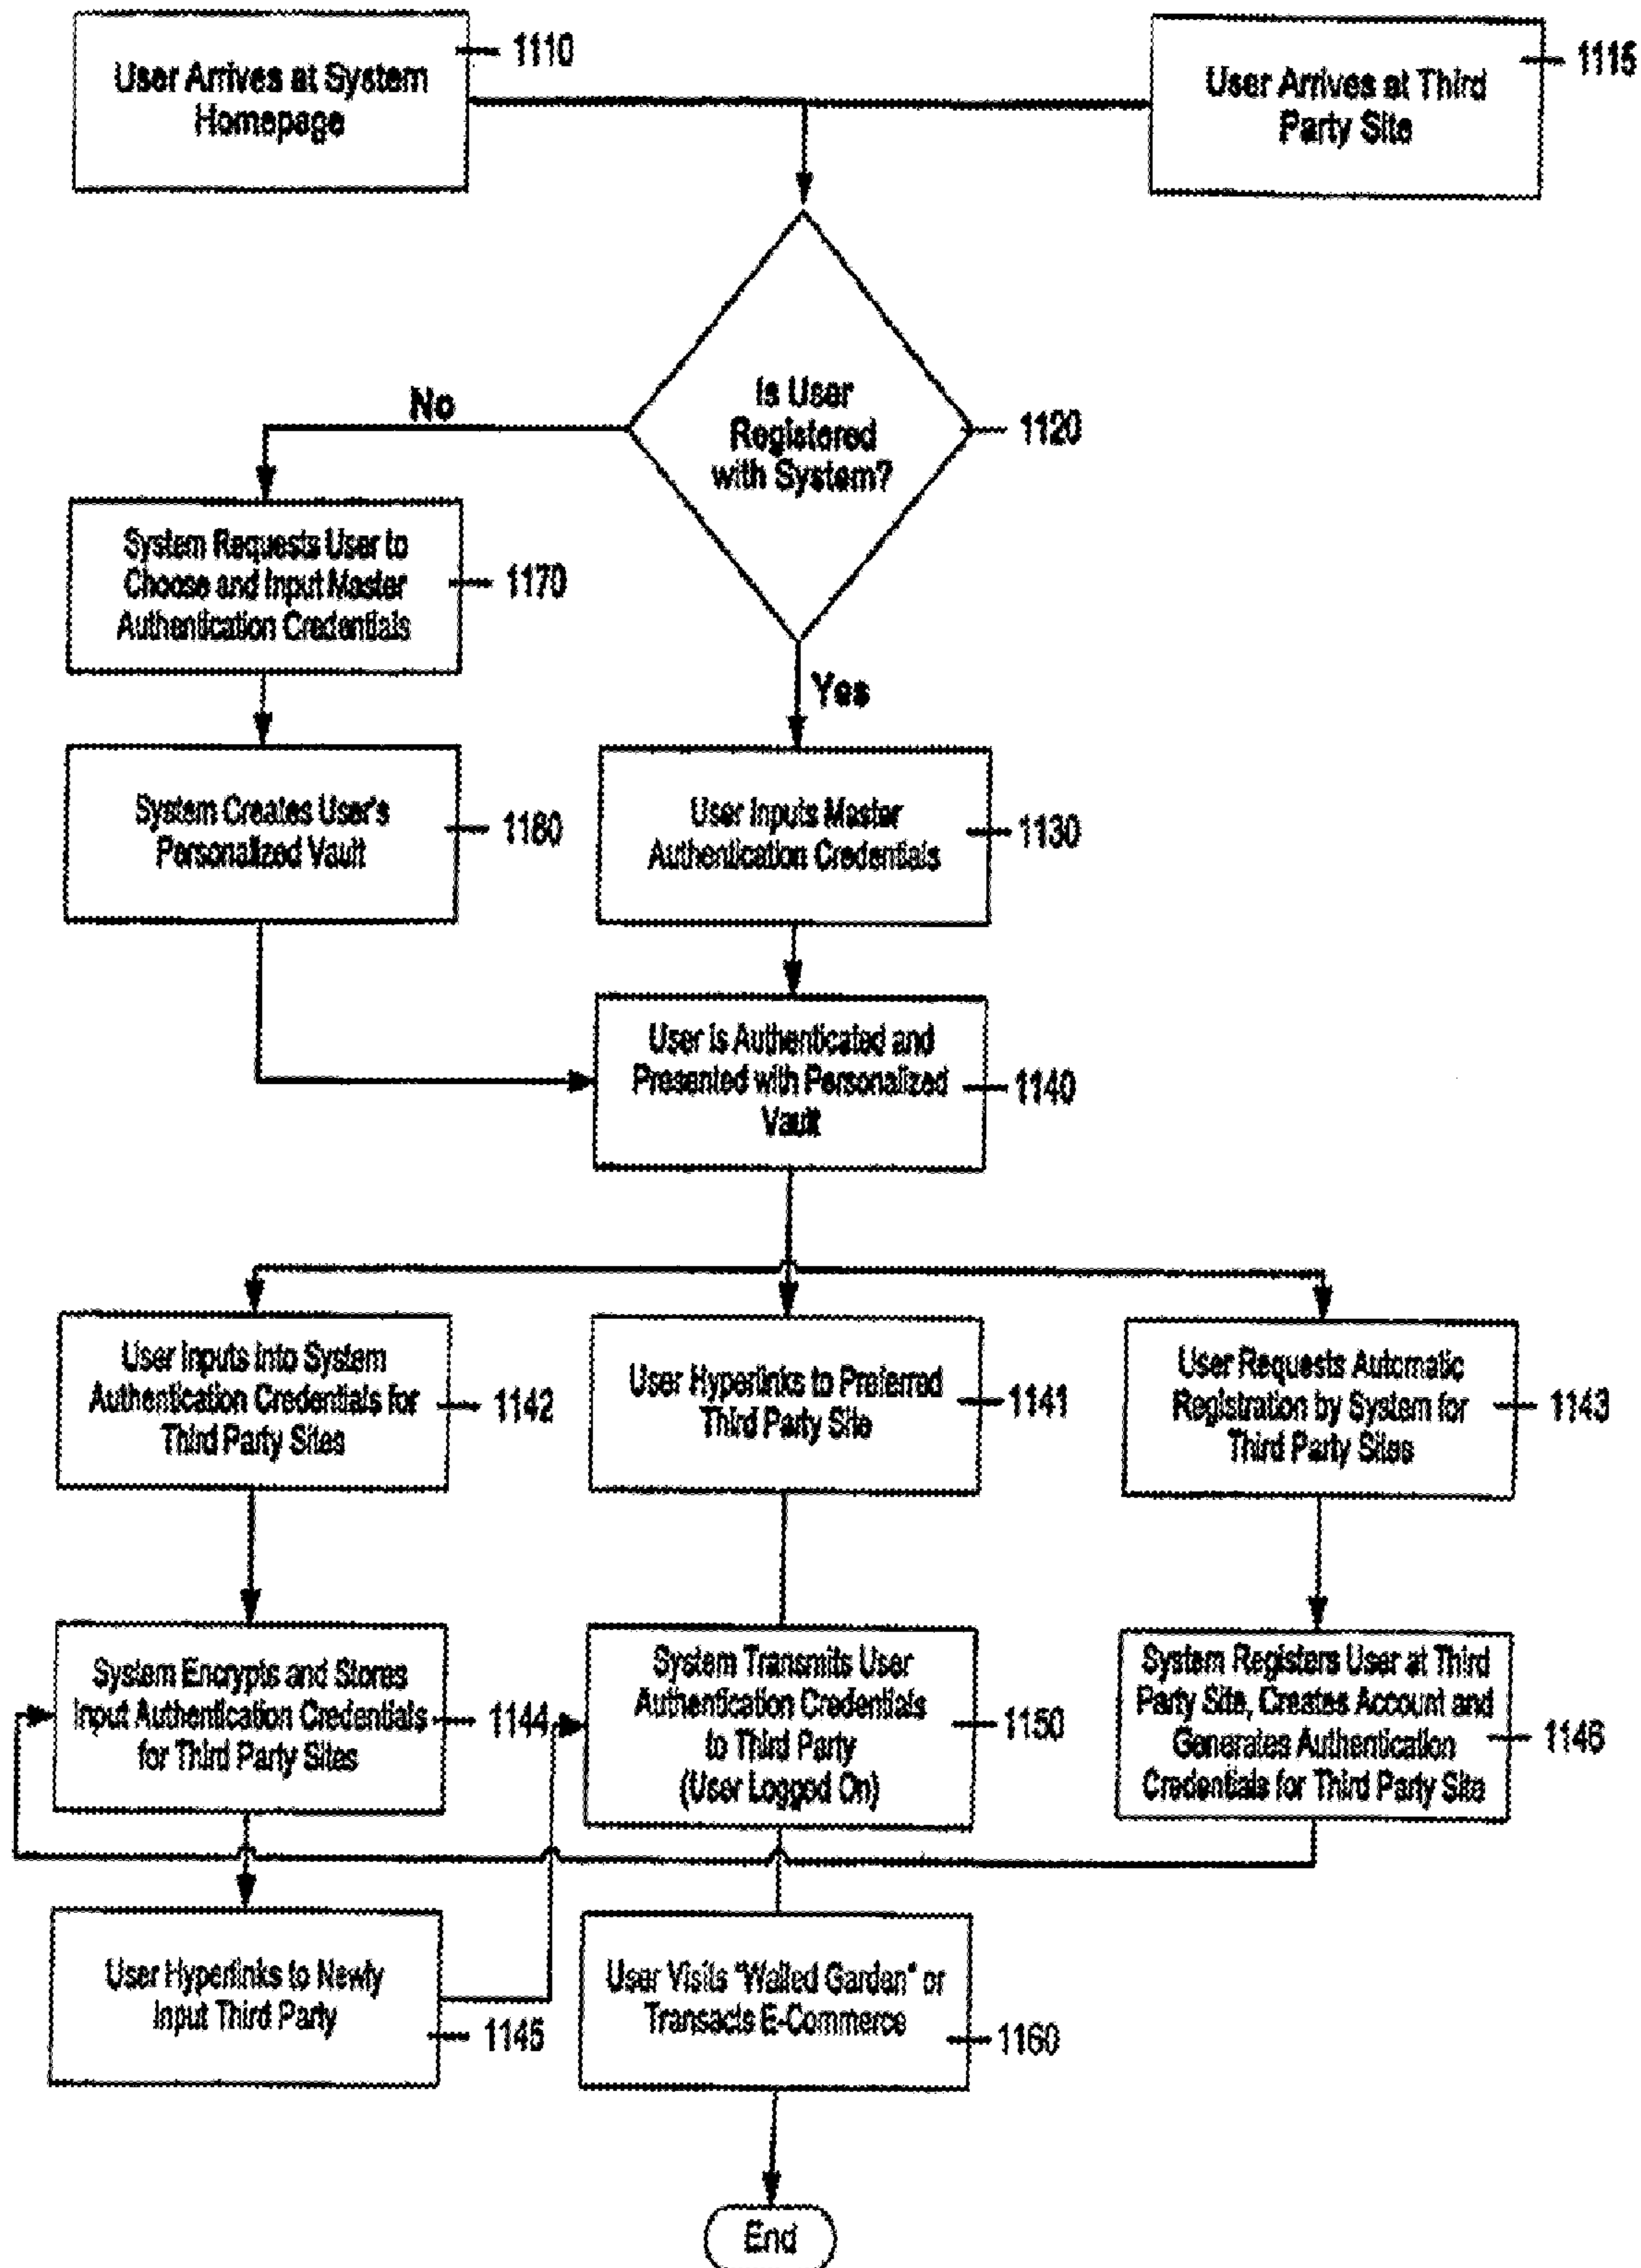 User Arrives at System
Homepage
1110
User Arrives at Third
Party Site
1115
Is User
Registered
with System?
1120
No
Yes
System Requests User to
Choose and Input Master
Authentication Credentials
1170
System Creates User's
Personalized Vault
1180
User Inputs Master
Authentication Credentials
1130
User is Authenticated and
Presented with Personalized
Vault
1140
User Inputs Into System
Authentication Credentials for
Third Party Sites
1142
User Hyperlinks to Preferred
Third Party Site
1141
User Requests Automatic
Registration by System for
Third Party Sites
1143
System Encrypts and Stores
Input Authentication Credentials
for Third Party Sites
1144
System Transmits User
Authentication Credentials
to Third Party
(User Logged On)
1150
System Registers User at Third
Party Site, Creates Account and
Generates Authentication
Credentials for Third Party Site
1146
User Hyperlinks to Newly
Input Third Party
1145
User Visits "Walled Garden" or
Transacts E-Commerce
1160
End